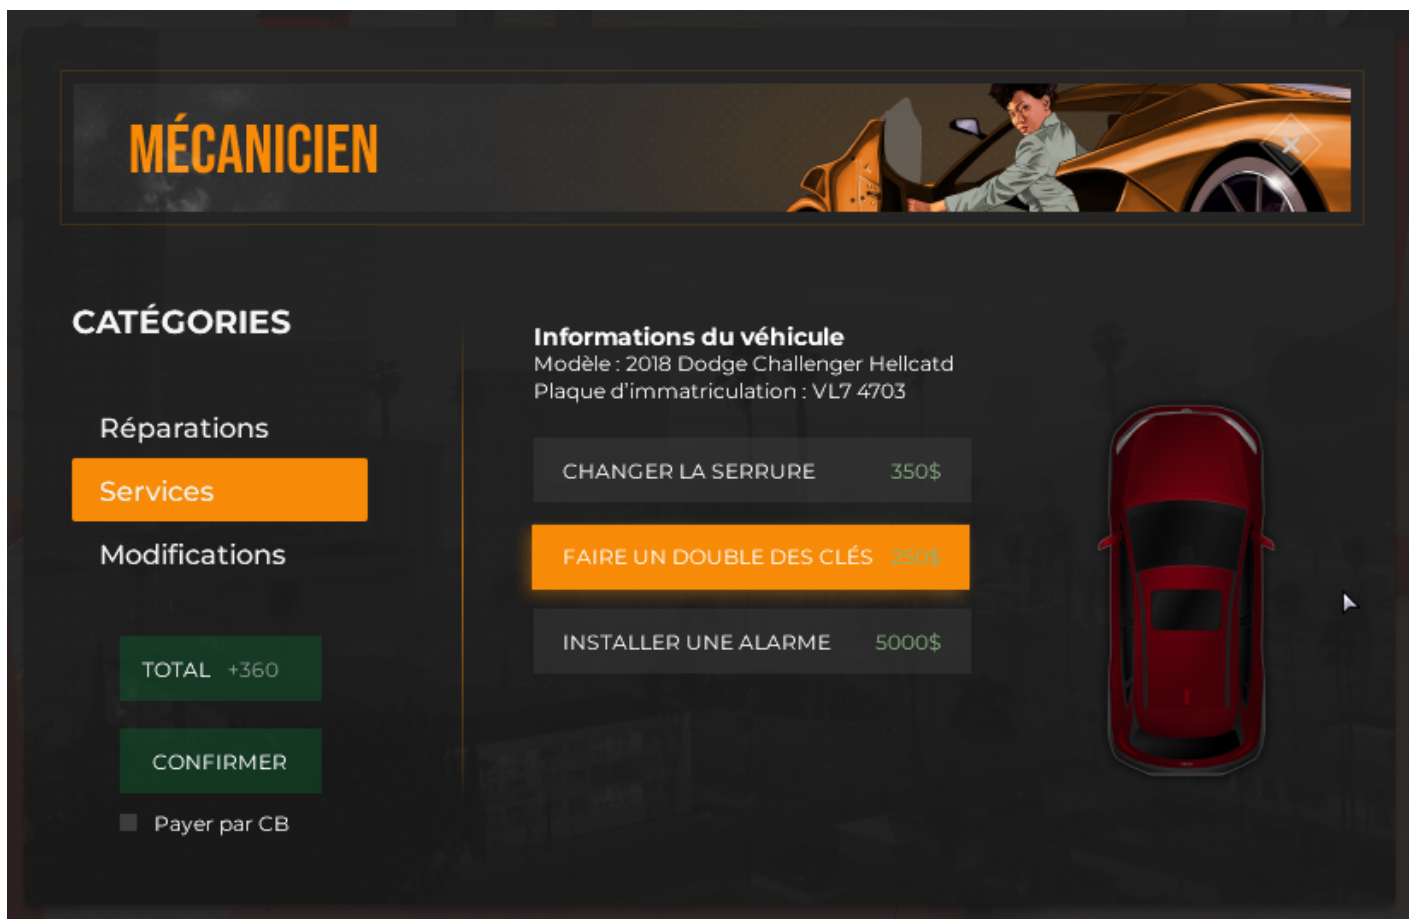 MÉCANICIEN
CATÉGORIES
Réparations
Services
Modifications
TOTAL +360
CONFIRMER
Payer par CB
Informations du véhicule
Modèle : 2018 Dodge Challenger Hellcatd
Plaque d'immatriculation : VL7 4703
CHANGER LA SERRURE 350$
FAIRE UN DOUBLE DES CLÉS 250$
INSTALLER UNE ALARME 5000$